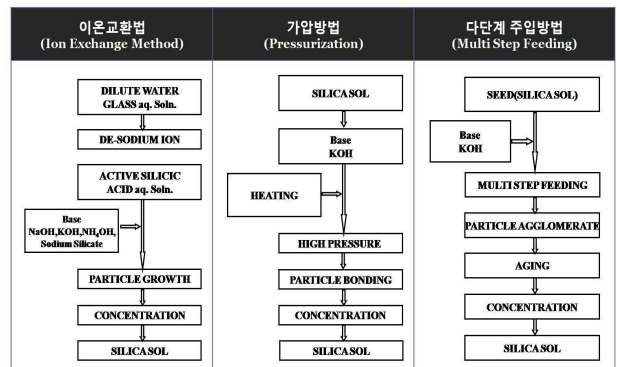 이온교환법
(Ion Exchange Method)
DILUTE WATER
GLASS aq. Soln.
DE-SODIUM ION
ACTIVE SILICIC
ACID aq. Soln.
Base
NaOH,KOH,NH4OH,
Sodium Silicate
PARTICLE GROWTH
CONCENTRATION
SILICA SOL
가압방법
(Pressurization)
SILICA SOL
Base
KOH
HEATING
HIGH PRESSURE
PARTICLE BONDING
CONCENTRATION
SILICA SOL
다단계 주입방법
(Multi Step Feeding)
SEED(SILICA SOL)
Base
KOH
MULTI STEP FEEDING
PARTICLE AGGLOMERATE
AGING
CONCENTRATION
SILICA SOL